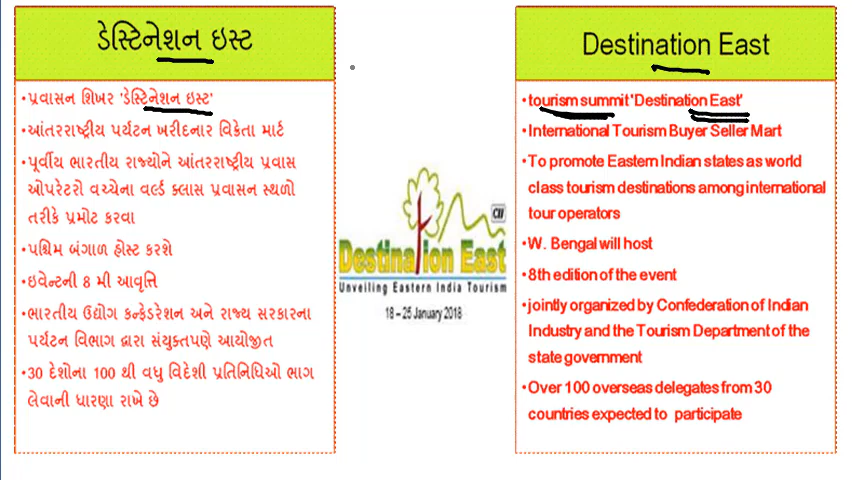 ડેસ્ટિનેશન ઇસ્ટ
•પ્રવાસન શિખર 'ડેસ્ટિનેશન ઇસ્ટ'
•આંતરરાષ્ટ્રીય પર્યટન ખરીદનાર વિક્રેતા માર્ટ
•પૂર્વીય ભારતીય રાજ્યોને આંતરરાષ્ટ્રીય પ્રવાસ
ઓપરેટરો વચ્ચેના વર્લ્ડ ક્લાસ પ્રવાસન સ્થળો
તરીકે પ્રમોટ કરવા
•પશ્ચિમ બંગાળ હોસ્ટ કરશે
•ઇવેન્ટની 8 મી આવૃત્તિ
•ભારતીય ઉદ્યોગ કન્ફેડરેશન અને રાજ્ય સરકારના
પર્યટન વિભાગ દ્વારા સંયુક્તપણે આયોજીત
•30 દેશોના 100 થી વધુ વિદેશી પ્રતિનિધિઓ ભાગ
લેવાની ધારણા રાખે છે
CII
Destination East
Unveiling Eastern India Tourism
18 – 25 January 2018
Destination East
•tourism summit 'Destination East'
•International Tourism Buyer Seller Mart
•To promote Eastern Indian states as world
class tourism destinations among international
tour operators
•W. Bengal will host
•8th edition of the event
•jointly organized by Confederation of Indian
Industry and the Tourism Department of the
state government
•Over 100 overseas delegates from 30
countries expected to participate